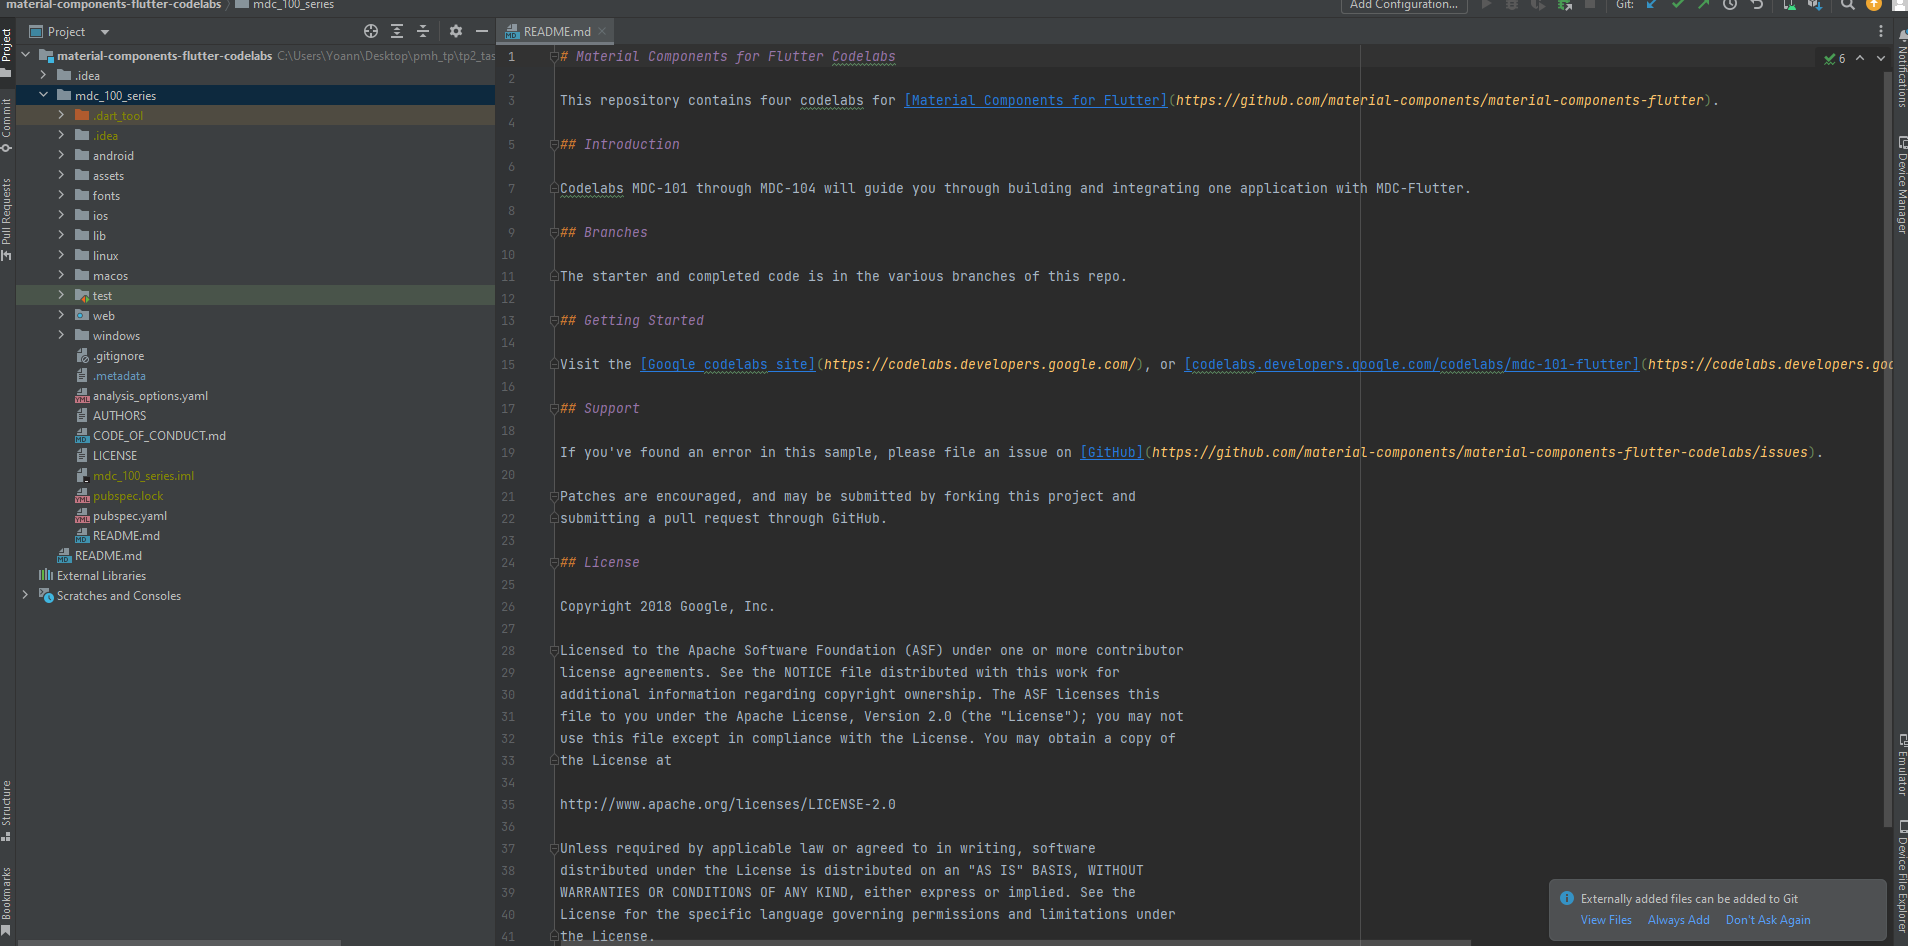 material-components-flutter-codelabs
mdc_100_series
Add Configuration...
Git:
Project
README.md
material-components-flutter-codelabs C:\Users\Yoann\Desktop\pmh_tp\tp2_tas
.idea
mdc_100_series
.dart_tool
.idea
android
assets
fonts
ios
lib
linux
macos
test
web
windows
.gitignore
.metadata
analysis_options.yaml
AUTHORS
CODE_OF_CONDUCT.md
LICENSE
mdc_100_series.iml
pubspec.lock
pubspec.yaml
README.md
README.md
External Libraries
Scratches and Consoles
Project
Commit
Pull Requests
Structure
Bookmarks
1 # Material Components for Flutter Codelabs
6
2
3 This repository contains four codelabs for [Material Components for Flutter](https://github.com/material-components/material-components-flutter).
4
5 ## Introduction
6
7 Codelabs MDC-101 through MDC-104 will guide you through building and integrating one application with MDC-Flutter.
8
9 ## Branches
10
11 The starter and completed code is in the various branches of this repo.
12
13 ## Getting Started
14
15 Visit the [Google codelabs site](https://codelabs.developers.google.com/), or [codelabs.developers.google.com/codelabs/mdc-101-flutter](https://codelabs.developers.goo
16
17 ## Support
18
19 If you've found an error in this sample, please file an issue on [GitHub](https://github.com/material-components/material-components-flutter-codelabs/issues).
20
21 Patches are encouraged, and may be submitted by forking this project and
22 submitting a pull request through GitHub.
23
24 ## License
25
26 Copyright 2018 Google, Inc.
27
28 Licensed to the Apache Software Foundation (ASF) under one or more contributor
29 license agreements. See the NOTICE file distributed with this work for
30 additional information regarding copyright ownership. The ASF licenses this
31 file to you under the Apache License, Version 2.0 (the "License"); you may not
32 use this file except in compliance with the License. You may obtain a copy of
33 the License at
34
35 http://www.apache.org/licenses/LICENSE-2.0
36
37 Unless required by applicable law or agreed to in writing, software
38 distributed under the License is distributed on an "AS IS" BASIS, WITHOUT
39 WARRANTIES OR CONDITIONS OF ANY KIND, either express or implied. See the
40 License for the specific language governing permissions and limitations under
41 the License.
Notifications
Device Manager
Emulator
Device File Explorer
Externally added files can be added to Git
View Files Always Add Don't Ask Again